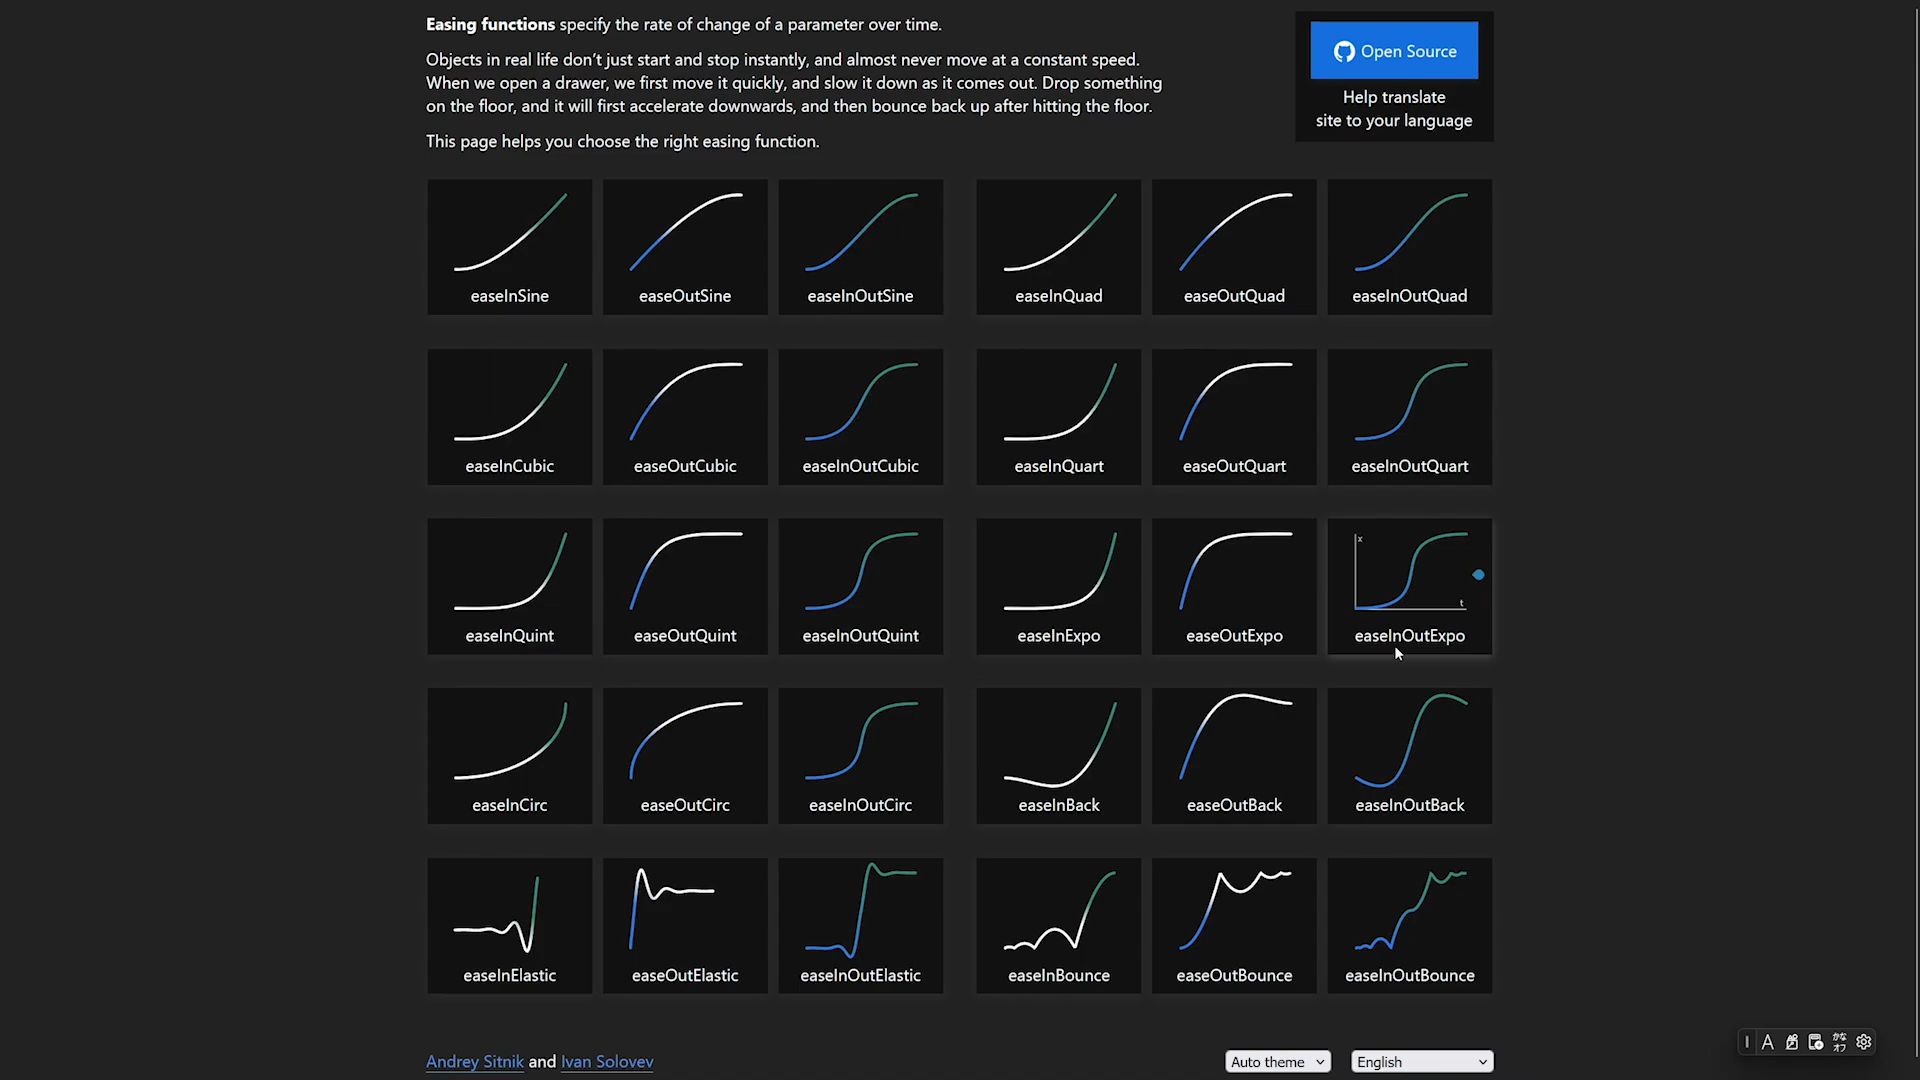 Easing functions specify the rate of change of a parameter over time.
Objects in real life don’t just start and stop instantly, and almost never move at a constant speed.
When we open a drawer, we first move it quickly, and slow it down as it comes out. Drop something
on the floor, and it will first accelerate downwards, and then bounce back up after hitting the floor.
This page helps you choose the right easing function.
Open Source
Help translate
site to your language
easeInSine
easeOutSine
easeInOutSine
easeInQuad
easeOutQuad
easeInOutQuad
easeInCubic
easeOutCubic
easeInOutCubic
easeInQuart
easeOutQuart
easeInOutQuart
easeInQuint
easeOutQuint
easeInOutQuint
easeInExpo
easeOutExpo
x
t
easeInOutExpo
easeInCirc
easeOutCirc
easeInOutCirc
easeInBack
easeOutBack
easeInOutBack
easeInElastic
easeOutElastic
easeInOutElastic
easeInBounce
easeOutBounce
easeInOutBounce
Andrey Sitnik and Ivan Solovev
Auto theme
English
A
かな
オフ